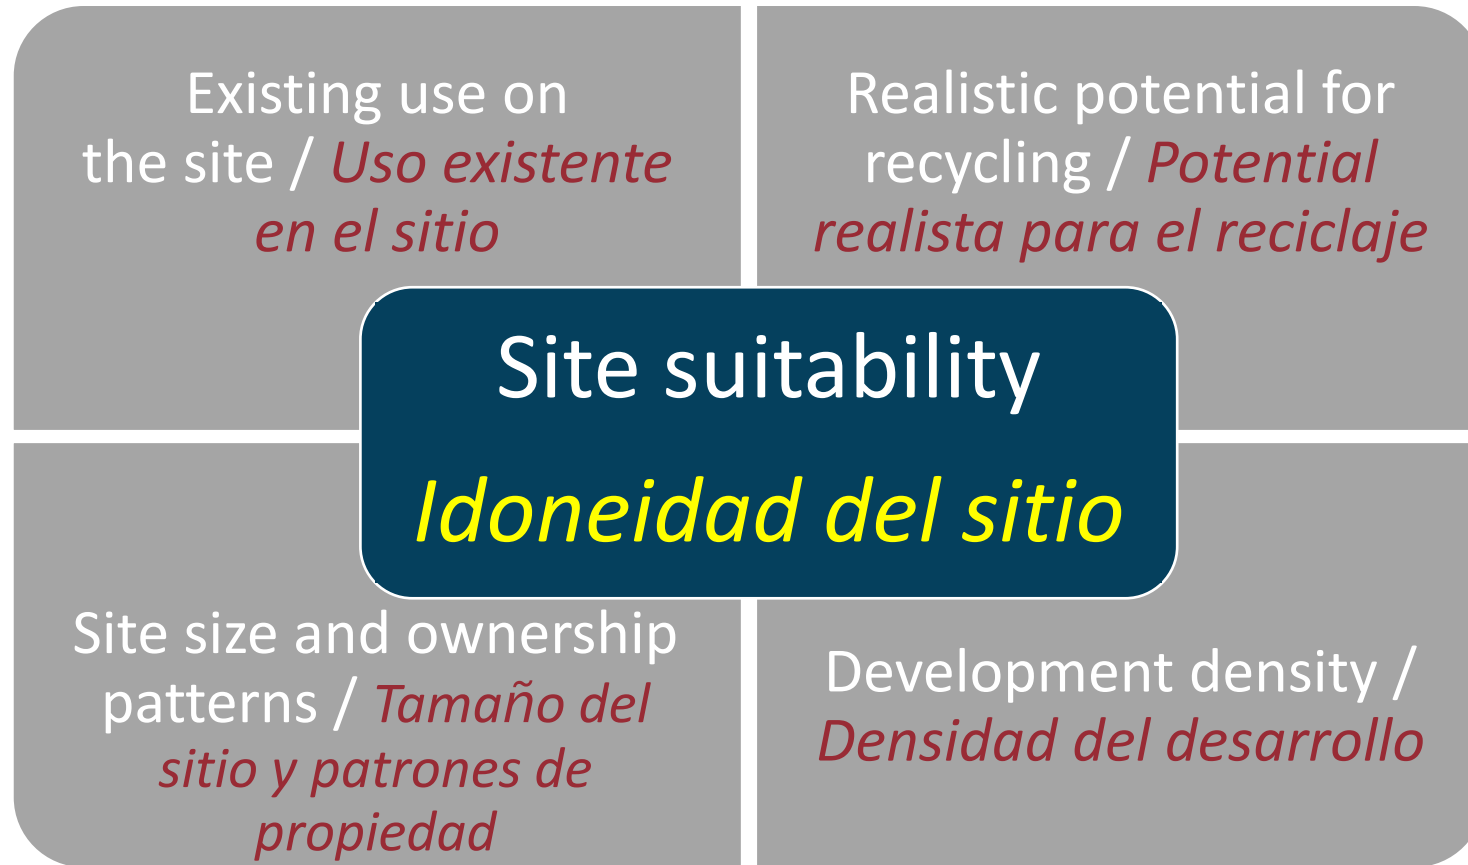 Existing use on
the site / Uso existente
en el sitio
Realistic potential for
recycling / Potential
realista para el reciclaje
Site suitability
Idoneidad del sitio
Site size and ownership
patterns / Tamaño del
sitio y patrones de
propiedad
Development density /
Densidad del desarrollo